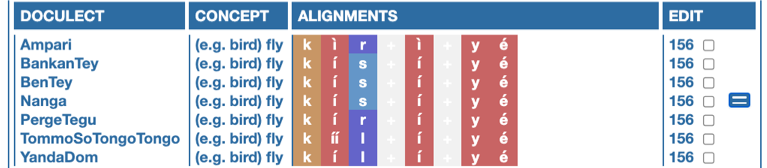 DOCULECT CONCEPT ALIGNMENTS EDIT
Ampari (e.g. bird) fly k ì r + ì + y é 156
BankanTey (e.g. bird) fly k í s + í + y é 156
BenTey (e.g. bird) fly k í s + í + y é 156
Nanga (e.g. bird) fly k í s + í + y é 156
PergeTegu (e.g. bird) fly k í r + í + y é 156
TommoSoTongoTongo (e.g. bird) fly k íí l + í + y é 156
YandaDom (e.g. bird) fly k í l + í + y é 156